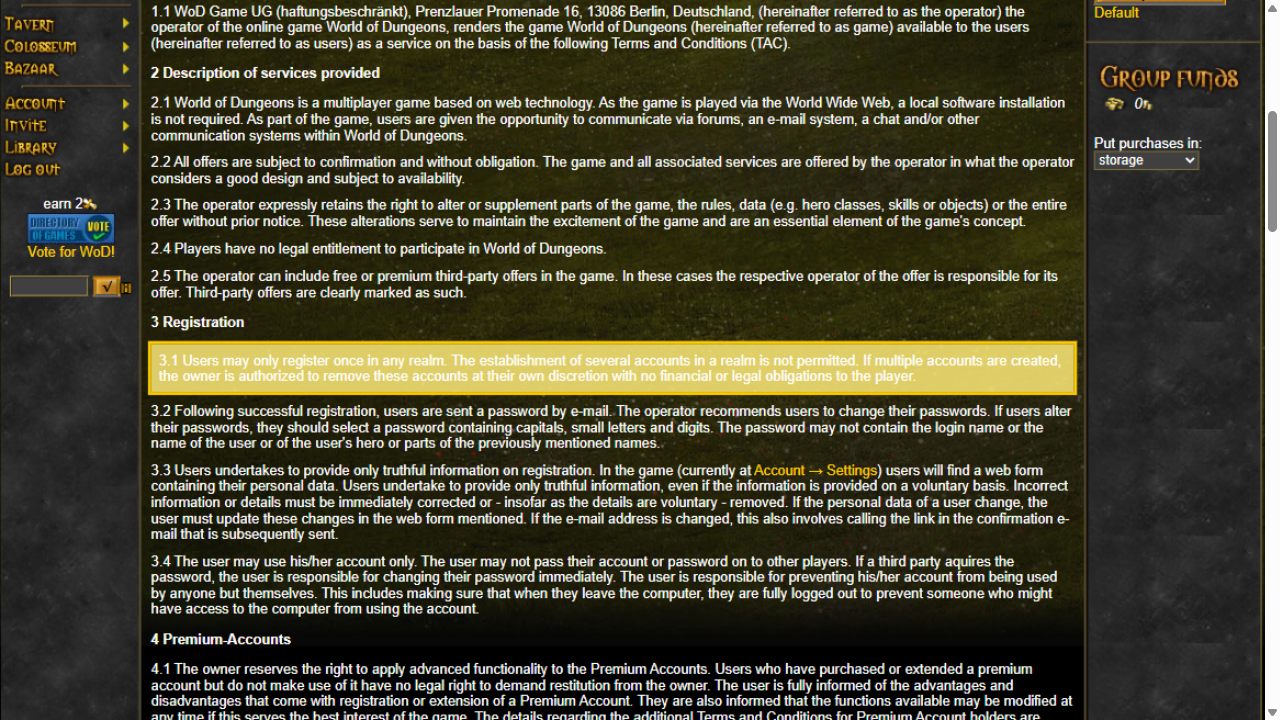 Tavern
Colosseum
Bazaar
Account
Invite
Library
Log out
earn 2
DIRECTORY OF GAMES VOTE
Vote for WoD!
1.1 WoD Game UG (haftungsbeschränkt), Prenzlauer Promenade 16, 13086 Berlin, Deutschland, (hereinafter referred to as the operator) the
operator of the online game World of Dungeons, renders the game World of Dungeons (hereinafter referred to as game) available to the users
(hereinafter referred to as users) as a service on the basis of the following Terms and Conditions (TAC).
2 Description of services provided
2.1 World of Dungeons is a multiplayer game based on web technology. As the game is played via the World Wide Web, a local software installation
is not required. As part of the game, users are given the opportunity to communicate via forums, an e-mail system, a chat and/or other
communication systems within World of Dungeons.
2.2 All offers are subject to confirmation and without obligation. The game and all associated services are offered by the operator in what the operator
considers a good design and subject to availability.
2.3 The operator expressly retains the right to alter or supplement parts of the game, the rules, data (e.g. hero classes, skills or objects) or the entire
offer without prior notice. These alterations serve to maintain the excitement of the game and are an essential element of the game's concept.
2.4 Players have no legal entitlement to participate in World of Dungeons.
2.5 The operator can include free or premium third-party offers in the game. In these cases the respective operator of the offer is responsible for its
offer. Third-party offers are clearly marked as such.
3 Registration
3.1 Users may only register once in any realm. The establishment of several accounts in a realm is not permitted. If multiple accounts are created,
the owner is authorized to remove these accounts at their own discretion with no financial or legal obligations to the player.
3.2 Following successful registration, users are sent a password by e-mail. The operator recommends users to change their passwords. If users alter
their passwords, they should select a password containing capitals, small letters and digits. The password may not contain the login name or the
name of the user or of the user's hero or parts of the previously mentioned names.
3.3 Users undertakes to provide only truthful information on registration. In the game (currently at Account → Settings) users will find a web form
containing their personal data. Users undertake to provide only truthful information, even if the information is provided on a voluntary basis. Incorrect
information or details must be immediately corrected or - insofar as the details are voluntary - removed. If the personal data of a user change, the
user must update these changes in the web form mentioned. If the e-mail address is changed, this also involves calling the link in the confirmation e-
mail that is subsequently sent.
3.4 The user may use his/her account only. The user may not pass their account or password on to other players. If a third party aquires the
password, the user is responsible for changing their password immediately. The user is responsible for preventing his/her account from being used
by anyone but themselves. This includes making sure that when they leave the computer, they are fully logged out to prevent someone who might
have access to the computer from using the account.
4 Premium-Accounts
4.1 The owner reserves the right to apply advanced functionality to the Premium Accounts. Users who have purchased or extended a premium
account but do not make use of it have no legal right to demand restitution from the owner. The user is fully informed of the advantages and
disadvantages that come with registration or extension of a Premium Account. They are also informed that the functions available may be modified at
any time if this serves the best interest of the game. The details regarding the additional Terms and Conditions for Premium Account holders are
Default
Group funds
0
Put purchases in:
storage